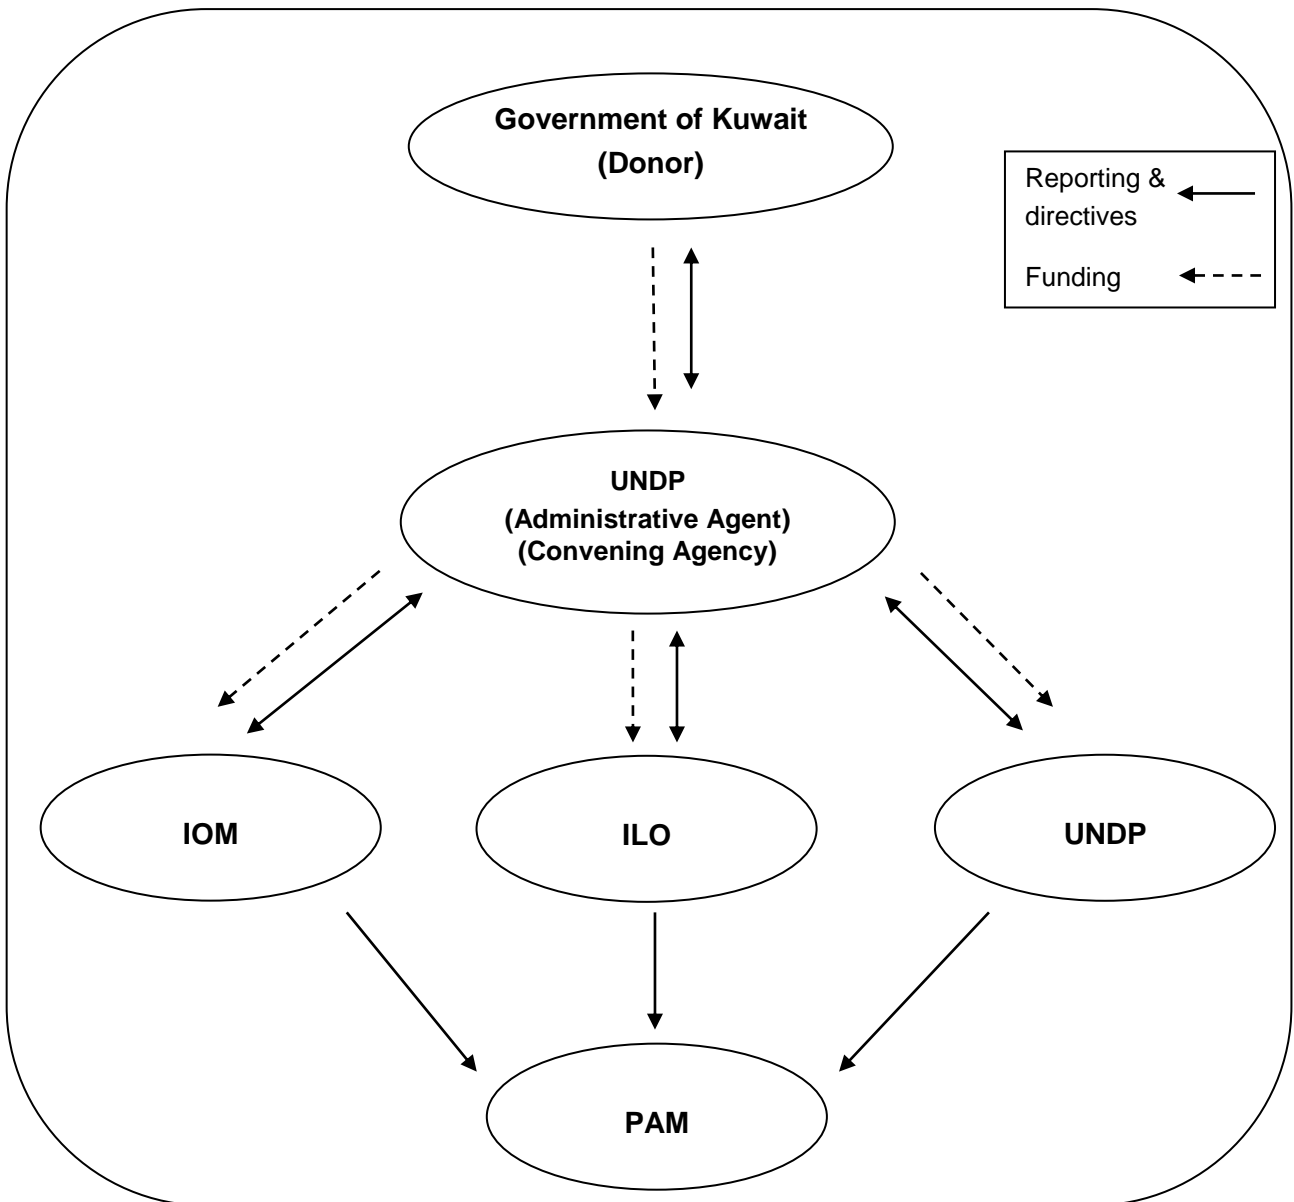 Government of Kuwait
(Donor)
Reporting &
directives
Funding
UNDP
(Administrative Agent)
(Convening Agency)
IOM
ILO
UNDP
PAM